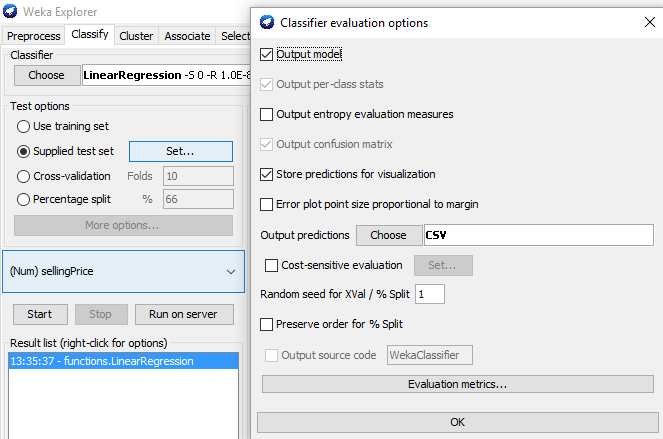 Weka Explorer
Preprocess Classify Cluster Associate Select
Classifier
Choose LinearRegression -S 0 -R 1.0E-8
Test options
Use training set
Supplied test set Set...
Cross-validation Folds 10
Percentage split % 66
More options...
(Num) sellingPrice
Start Stop Run on server
Result list (right-click for options)
13:35:37 - functions.LinearRegression
Classifier evaluation options
Output model
Output per-class stats
Output entropy evaluation measures
Output confusion matrix
Store predictions for visualization
Error plot point size proportional to margin
Output predictions Choose CSV
Cost-sensitive evaluation Set...
Random seed for XVal / % Split 1
Preserve order for % Split
Output source code WekaClassifier
Evaluation metrics...
OK